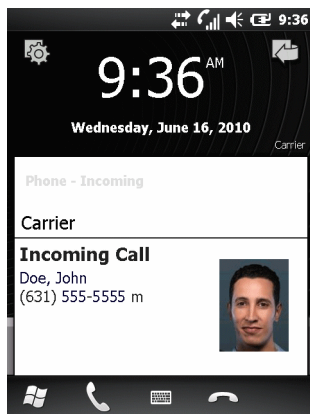 9:36
9:36 AM
Wednesday, June 16, 2010
Carrier
Phone - Incoming
Carrier
Incoming Call
Doe, John
(631) 555-5555 m